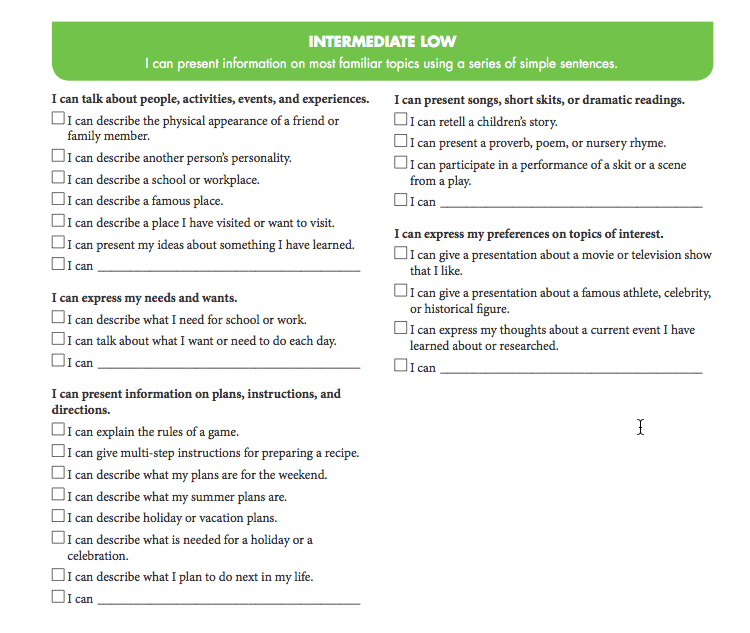 INTERMEDIATE LOW
I can present information on most familiar topics using a series of simple sentences.
I can talk about people, activities, events, and experiences.
I can describe the physical appearance of a friend or
family member.
I can describe another person's personality.
I can describe a school or workplace.
I can describe a famous place.
I can describe a place I have visited or want to visit.
I can present my ideas about something I have learned.
I can
I can express my needs and wants.
I can describe what I need for school or work.
I can talk about what I want or need to do each day.
I can
I can present information on plans, instructions, and
directions.
I can explain the rules of a game.
I can give multi-step instructions for preparing a recipe.
I can describe what my plans are for the weekend.
I can describe what my summer plans are.
I can describe holiday or vacation plans.
I can describe what is needed for a holiday or a
celebration.
I can describe what I plan to do next in my life.
I can
I can present songs, short skits, or dramatic readings.
I can retell a children's story.
I can present a proverb, poem, or nursery rhyme.
I can participate in a performance of a skit or a scene
from a play.
I can
I can express my preferences on topics of interest.
I can give a presentation about a movie or television show
that I like.
I can give a presentation about a famous athlete, celebrity,
or historical figure.
I can express my thoughts about a current event I have
learned about or researched.
I can